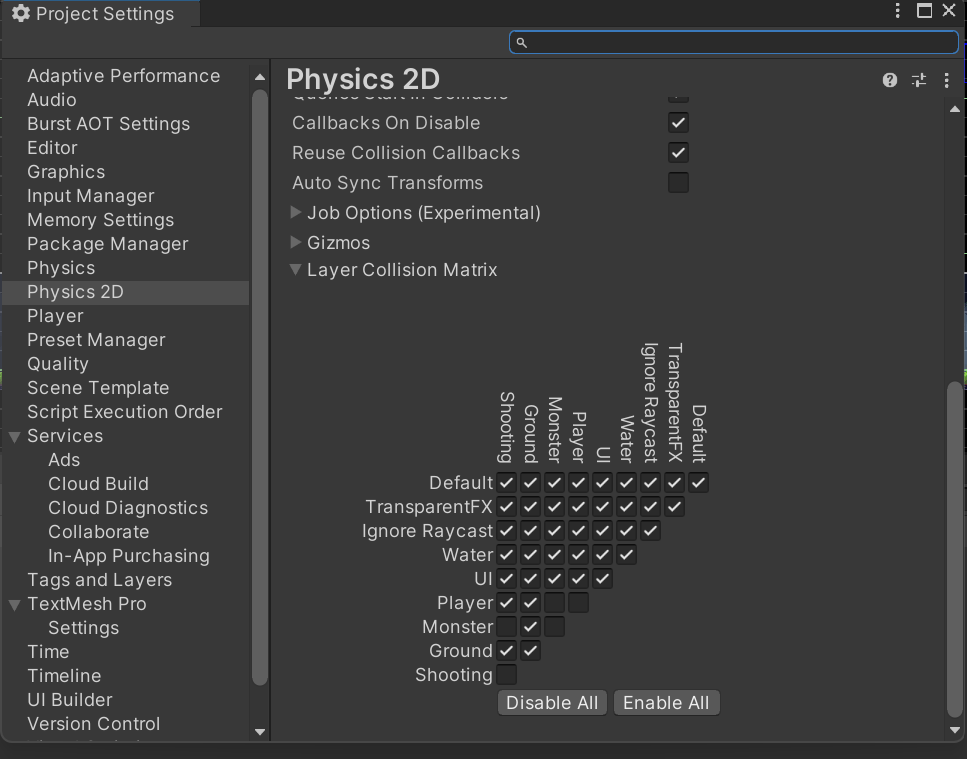 Project Settings
Adaptive Performance
Audio
Burst AOT Settings
Editor
Graphics
Input Manager
Memory Settings
Package Manager
Physics
Physics 2D
Player
Preset Manager
Quality
Scene Template
Script Execution Order
Services
Ads
Cloud Build
Cloud Diagnostics
Collaborate
In-App Purchasing
Tags and Layers
TextMesh Pro
Settings
Time
Timeline
UI Builder
Version Control
Physics 2D
Queries Start In Colliders
Callbacks On Disable
Reuse Collision Callbacks
Auto Sync Transforms
Job Options (Experimental)
Gizmos
Layer Collision Matrix
Shooting
Ground
Monster
Player
UI
Water
Ignore Raycast
TransparentFX
Default
Default
TransparentFX
Ignore Raycast
Water
UI
Player
Monster
Ground
Shooting
Disable All
Enable All